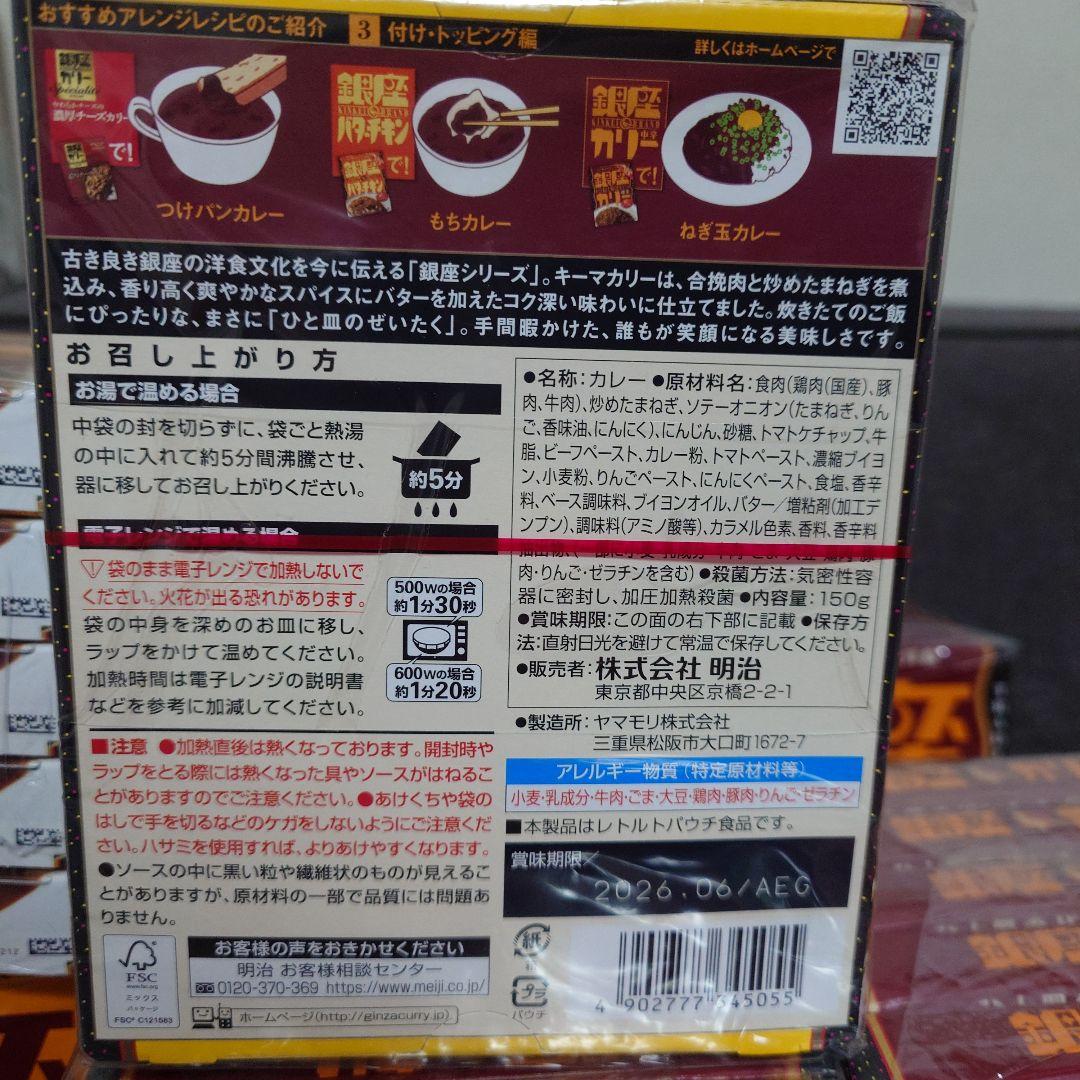 おすすめアレンジレシピのご紹介 3 付け・トッピング編
詳しくはホームページで
銀座
カリー
Spécialité
濃厚チーズカリー
で!
つけパンカレー
銀座
バターチキン
で!
もちカレー
銀座
カリー
中辛
で!
ねぎ玉カレー
古き良き銀座の洋食文化を今に伝える「銀座シリーズ」。キーマカリーは、合挽肉と炒めたまねぎを煮
込み、香り高く爽やかなスパイスにバターを加えたコク深い味わいに仕立てました。炊きたてのご飯
にぴったりな、まさに「ひと皿のぜいたく」。手間暇かけた、誰もが笑顔になる美味しさです。
お召し上がり方
お湯で温める場合
中袋の封を切らずに、袋ごと熱湯
の中に入れて約5分間沸騰させ、
器に移してお召し上がりください。
約5分
電子レンジで温める場合
袋のまま電子レンジで加熱しないで
ください。火花が出る恐れがあります。
袋の中身を深めのお皿に移し、
ラップをかけて温めてください。
加熱時間は電子レンジの説明書
などを参考に加減してください。
500Wの場合
約1分30秒
600Wの場合
約1分20秒
■注意 ●加熱直後は熱くなっております。開封時や
ラップをとる際には熱くなった具やソースがはねるこ
とがありますのでご注意ください。●あけくちや袋の
はしで手を切るなどのケガをしないようにご注意くだ
さい。ハサミを使用すれば、よりあけやすくなります。
●ソースの中に黒い粒や繊維状のものが見えるこ
とがありますが、原材料の一部で品質には問題あ
りません。
●名称:カレー ●原材料名:食肉(鶏肉(国産)、豚
肉、牛肉)、炒めたまねぎ、ソテーオニオン(たまねぎ、りん
ご、香味油、にんにく)、にんじん、砂糖、トマトケチャップ、牛
脂、ビーフペースト、カレー粉、トマトペースト、濃縮ブイヨ
ン、小麦粉、りんごペースト、にんにくペースト、食塩、香辛
料、ベース調味料、ブイヨンオイル、バター/増粘剤(加工デ
ンプン)、調味料(アミノ酸等)、カラメル色素、香料、香辛料
肉・りんご・ゼラチンを含む) ●殺菌方法:気密性容
器に密封し、加圧加熱殺菌 ●内容量:150g
●賞味期限:この面の右下部に記載 ●保存方
法:直射日光を避けて常温で保存してください。
●販売者:株式会社 明治
東京都中央区京橋2-2-1
●製造所:ヤマモリ株式会社
三重県松阪市大口町1672-7
アレルギー物質(特定原材料等)
小麦・乳成分・牛肉・ごま・大豆・鶏肉・豚肉・りんご・ゼラチン
■本製品はレトルトパウチ食品です。
賞味期限/
2026.06/AEG
FSC
www.fsc.org
ミックス
パッケージ
FSC® C121583
お客様の声をおきかせください
明治 お客様相談センター
0120-370-369 https://www.meiji.co.jp/
ホームページ(http://ginzacurry.jp)
紙
プラ
パウチ
4 902777 345055